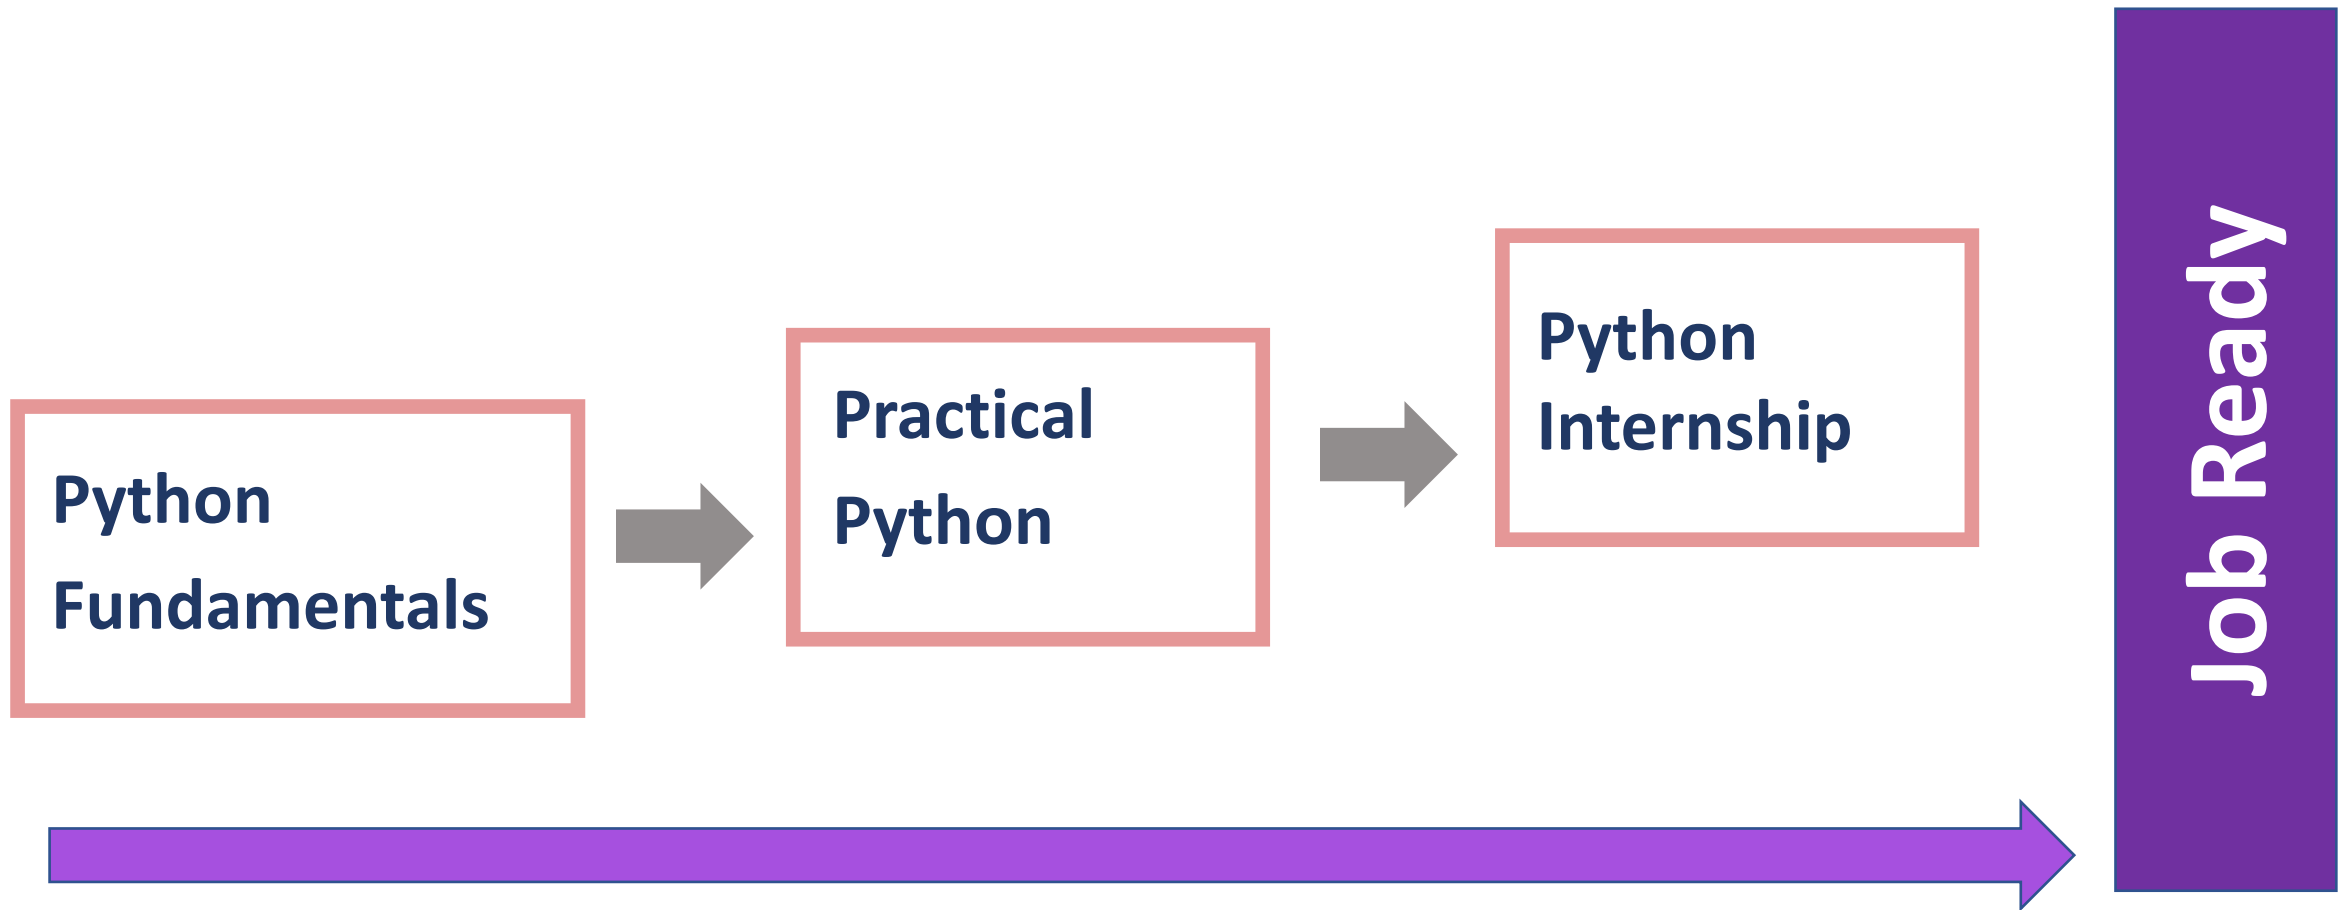 Python
Fundamentals
Practical
Python
Python
Internship
Job Ready